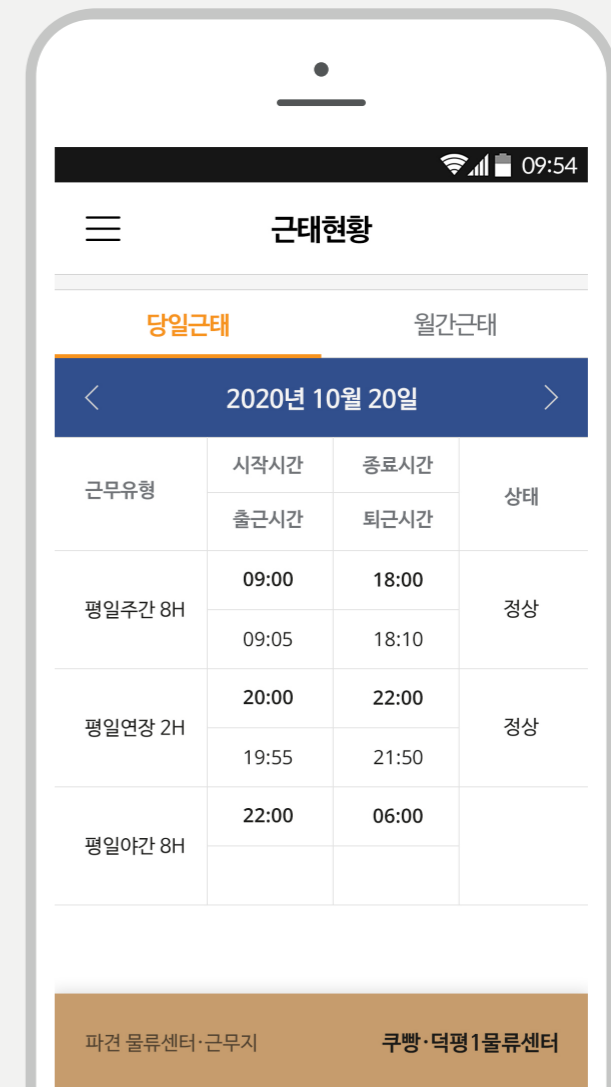 09:54
근태현황
당일근태 월간근태
2020년 10월 20일
근무유형 시작시간 종료시간 상태
출근시간 퇴근시간
평일주간 8H 09:00 18:00 정상
09:05 18:10
평일연장 2H 20:00 22:00 정상
19:55 21:50
평일야간 8H 22:00 06:00
파견 물류센터·근무지 쿠빵·덕평1물류센터